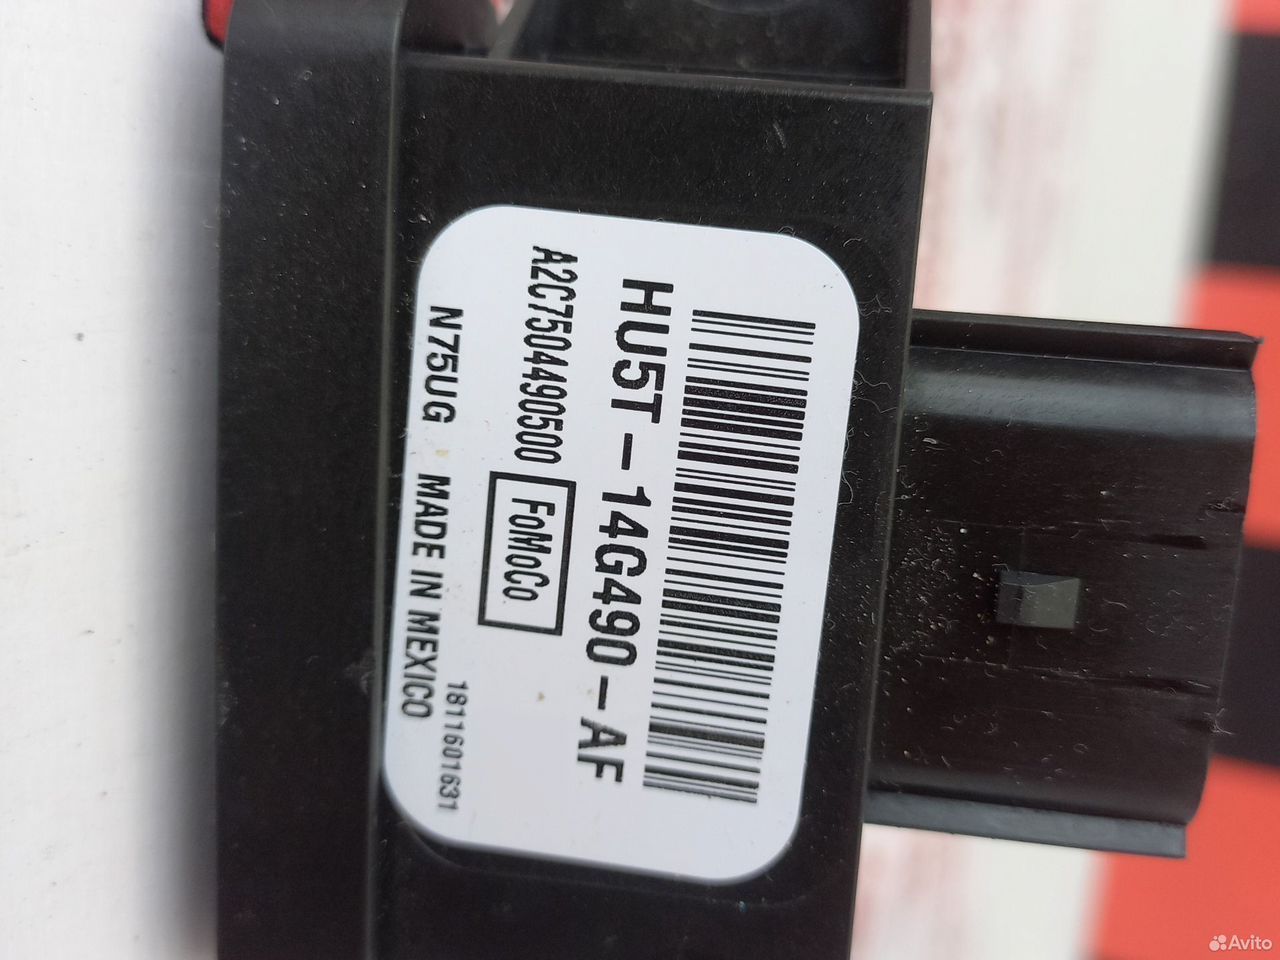 HU5T-14G490-AF
A2C7504490500
FoMoCo
N75UG MADE IN MEXICO
1811601631
Avito